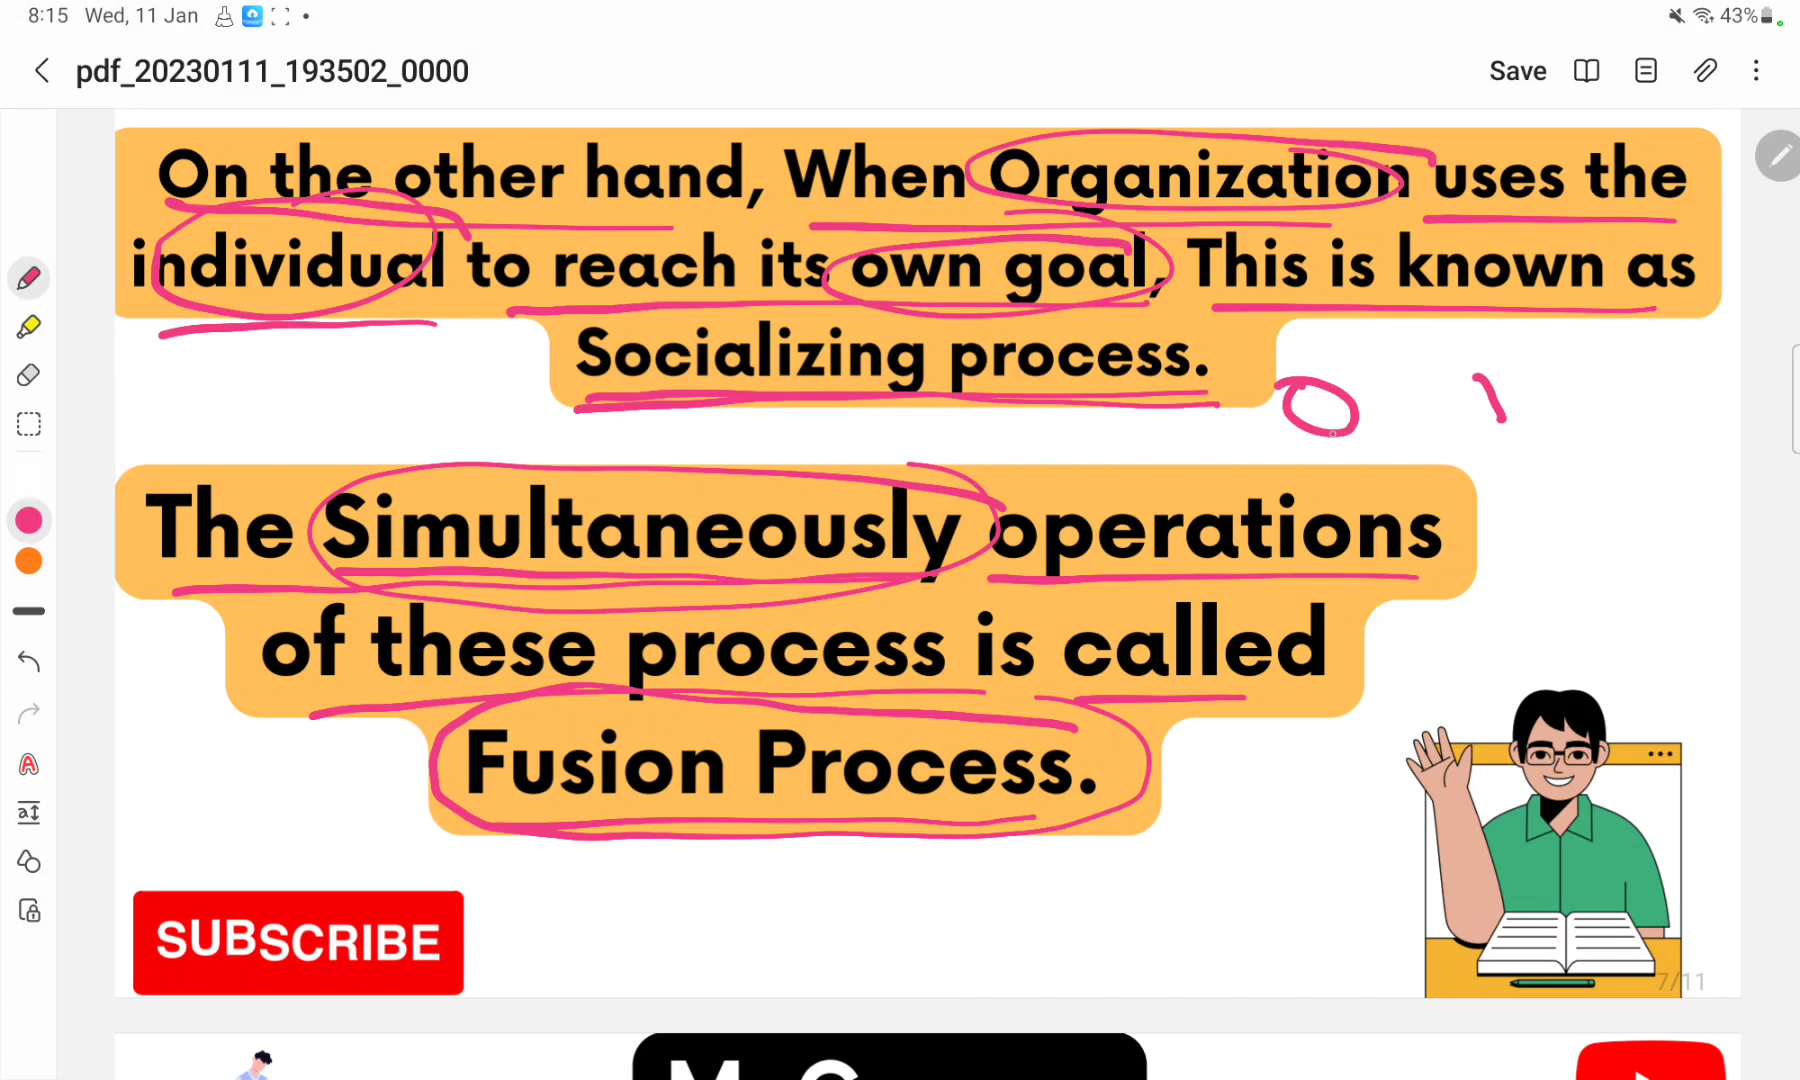 8:15 Wed, 11 Jan
43%
pdf_20230111_193502_0000
Save
On the other hand, When Organization uses the
individual to reach its own goal, This is known as
Socializing process.
The Simultaneously operations
of these process is called
Fusion Process.
SUBSCRIBE
7/11